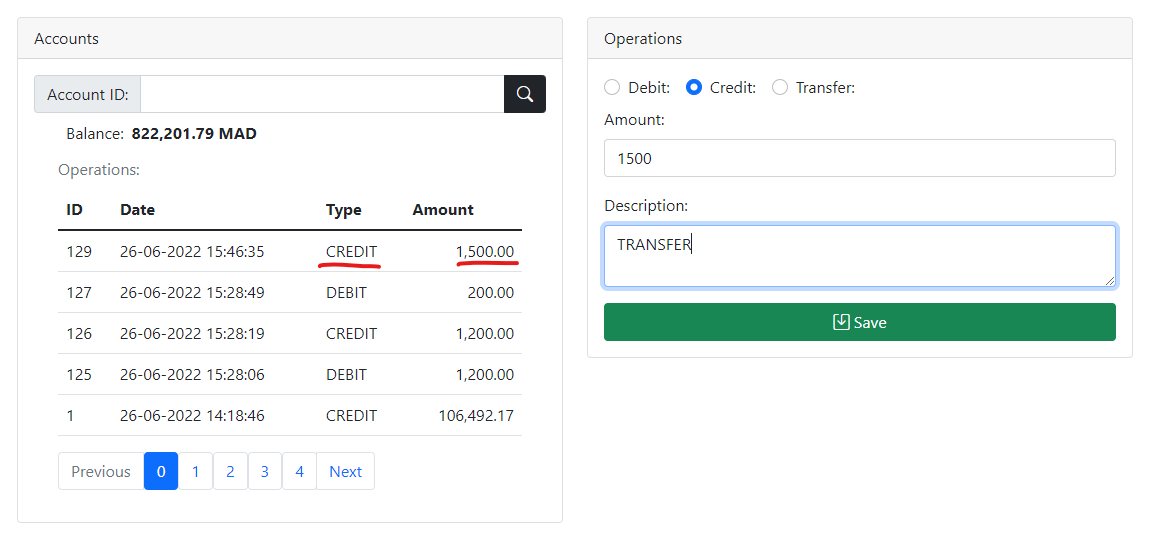 Accounts
Account ID:
Balance: 822,201.79 MAD
Operations:
ID Date Type Amount
129 26-06-2022 15:46:35 CREDIT 1,500.00
127 26-06-2022 15:28:49 DEBIT 200.00
126 26-06-2022 15:28:19 CREDIT 1,200.00
125 26-06-2022 15:28:06 DEBIT 1,200.00
1 26-06-2022 14:18:46 CREDIT 106,492.17
Previous 0 1 2 3 4 Next
Operations
Debit: Credit: Transfer:
Amount:
1500
Description:
TRANSFER
Save